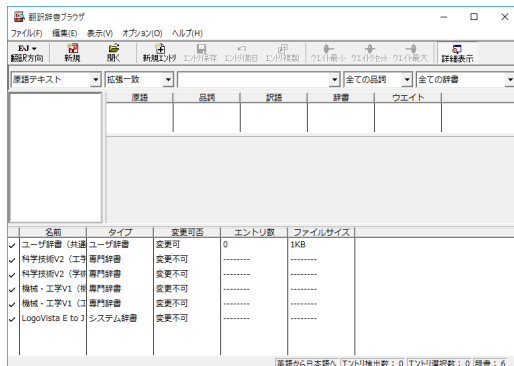 翻訳辞書ブラウザ
ファイル(F) 編集(E) 表示(V) オプション(O) ヘルプ(H)
EJ
翻訳方向 新規 開く 新規エントリ エントリ保存 エントリ復旧 エントリ複製 ウエイト最小 ウエイトリセット ウエイト最大 詳細表示
原語テキスト 拡張一致 全ての品詞 全ての辞書
原語 品詞 訳語 辞書 ウエイト
名前 タイプ 変更可否 エントリ数 ファイルサイズ
ユーザ辞書（共通 ユーザ辞書 変更可 0 1KB
科学技術V2（工学 専門辞書 変更不可 --------  --------
科学技術V2（学術 専門辞書 変更不可 -------- --------
機械・工学V1（機 専門辞書 変更不可 -------- --------
機械・工学V1（工 専門辞書 変更不可 -------- --------
LogoVista E to J システム辞書 変更不可 -------- --------
英語から日本語へ エントリ検出数： 0 エントリ選択数： 0 辞書： 6